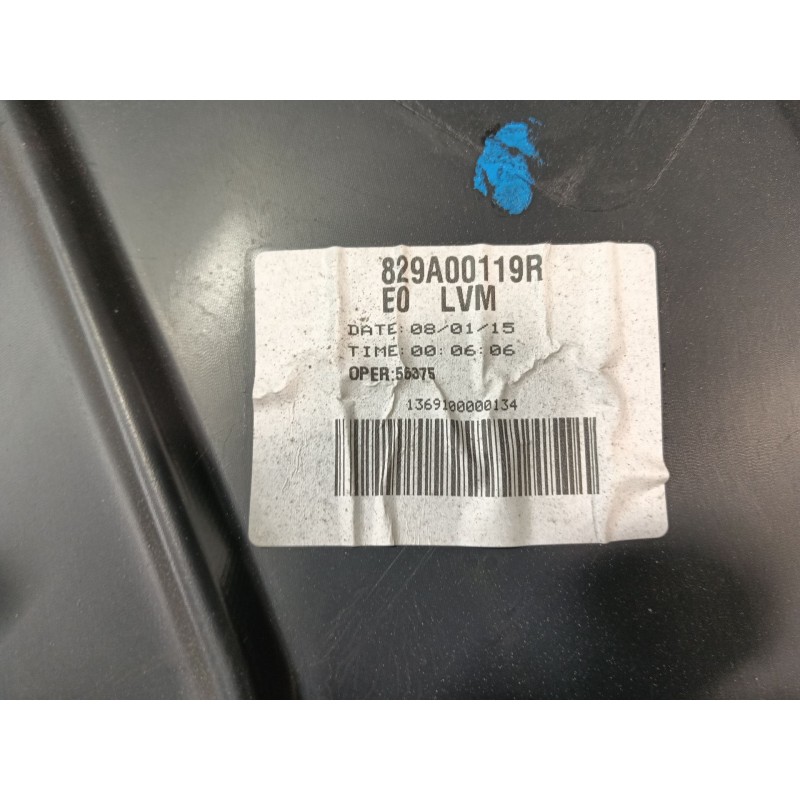 829A00119R
E0 LVM
DATE:08/01/15
TIME:00:06:06
OPER:56375
1369100000134